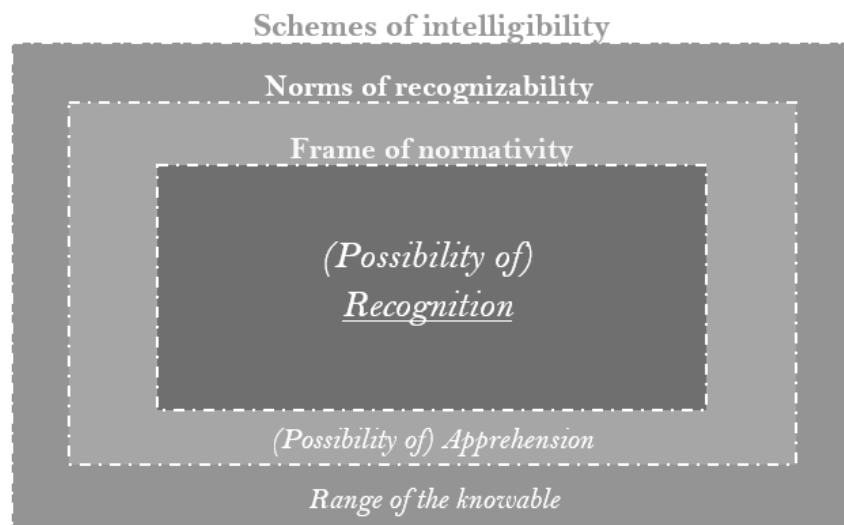 Schemes of intelligibility
Norms of recognizability
Frame of normativity
(Possibility of)
Recognition
(Possibility of) Apprehension
Range of the knowable